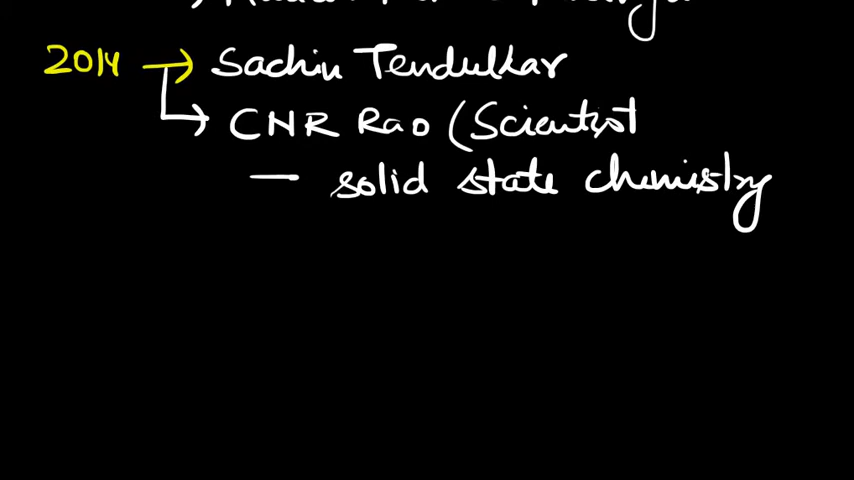 2014 → Sachin Tendulkar
→ CNR Rao (Scientist
— solid state chemistry